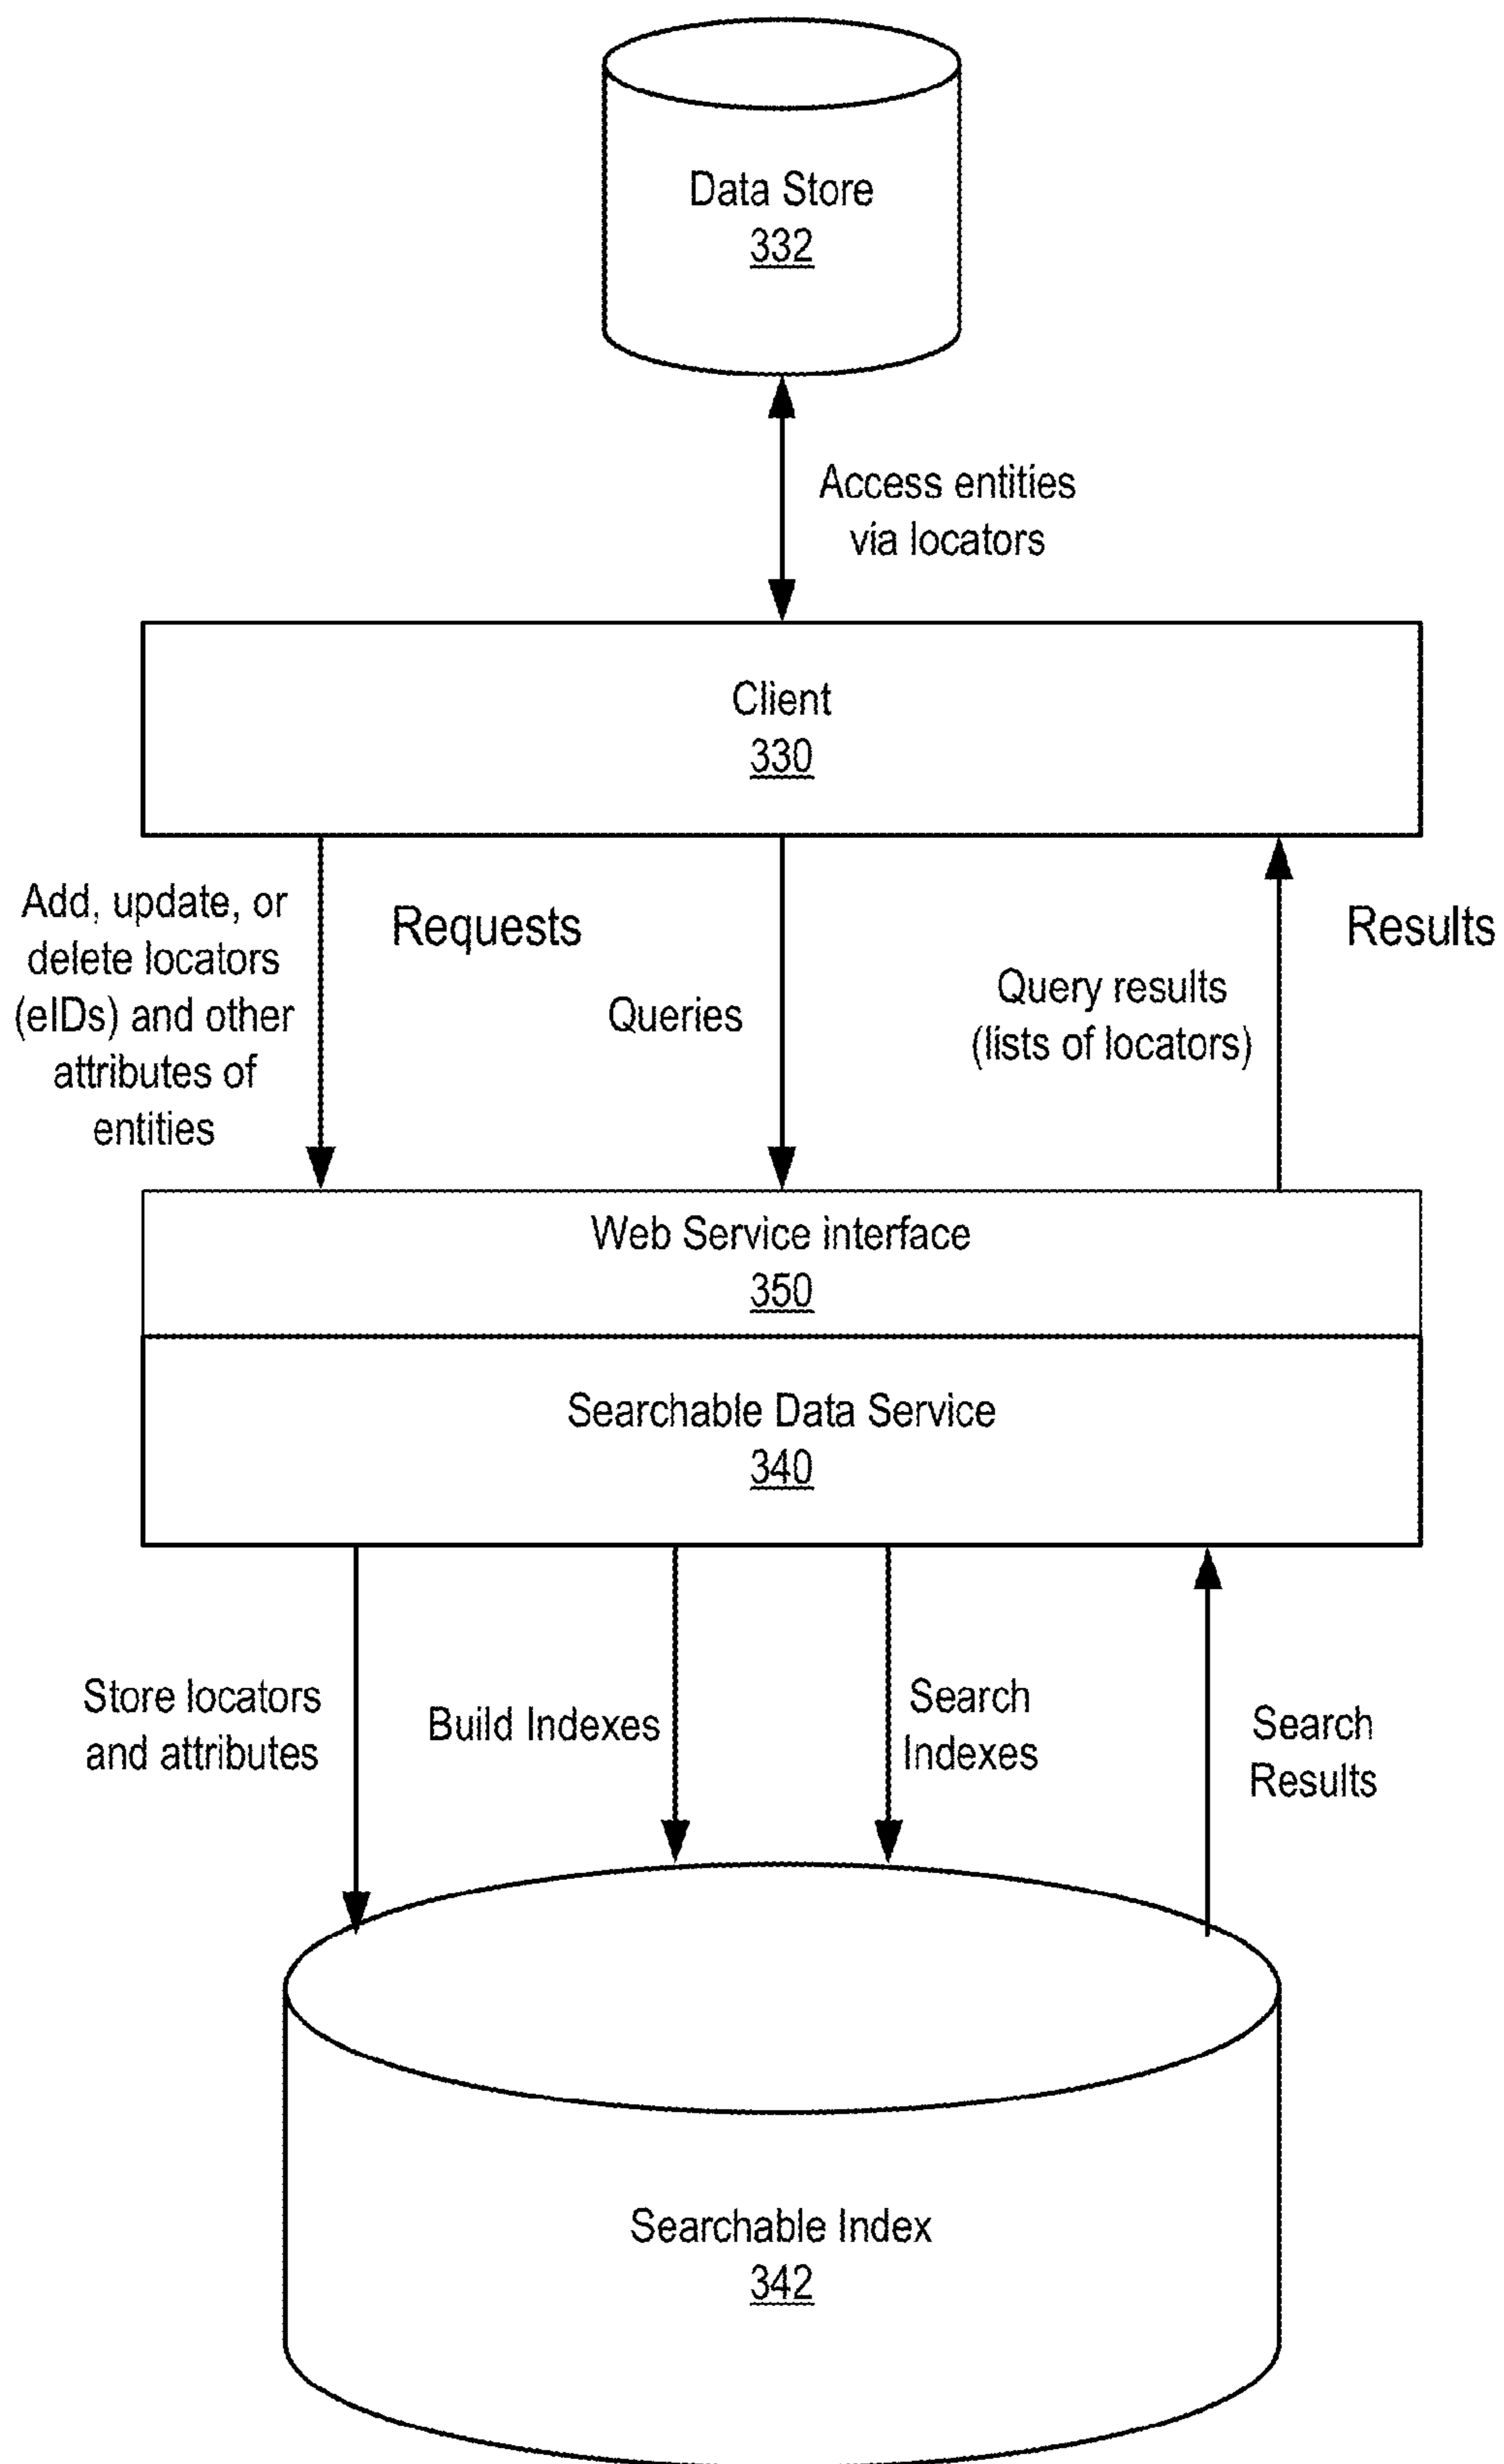 Data Store
332
Access entities
via locators
Client
330
Add, update, or
delete locators
(eIDs) and other
attributes of
entities
Requests
Queries
Query results
(lists of locators)
Results
Web Service interface
350
Searchable Data Service
340
Store locators
and attributes
Build Indexes
Search
Indexes
Search
Results
Searchable Index
342